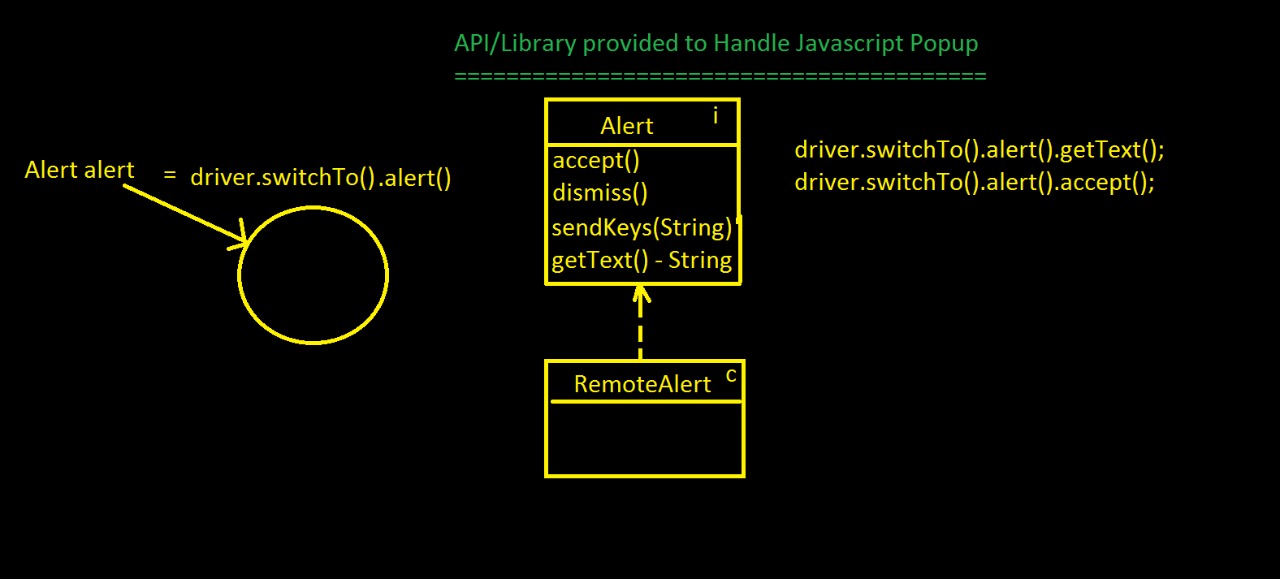 API/Library provided to Handle Javascript Popup
=========================================
Alert alert = driver.switchTo().alert()
Alert i
accept()
dismiss()
sendKeys(String)
getText() - String
RemoteAlert c
driver.switchTo().alert().getText();
driver.switchTo().alert().accept();